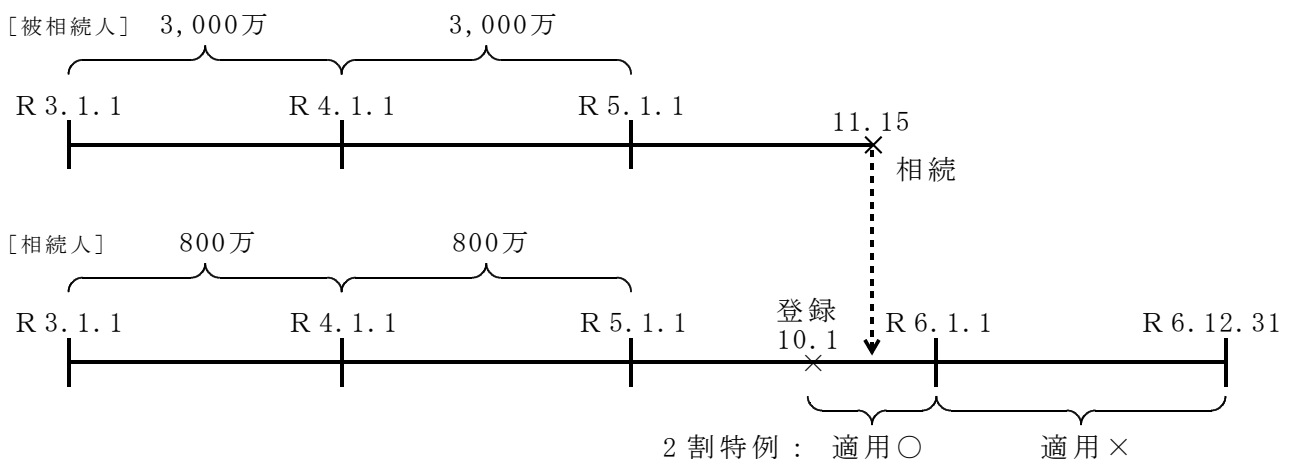 ［被相続人］ 3,000万 3,000万
Ｒ3.1.1 Ｒ4.1.1 Ｒ5.1.1 11.15
相続
［相続人］ 800万 800万
Ｒ3.1.1 Ｒ4.1.1 Ｒ5.1.1 登録 Ｒ6.1.1 Ｒ6.12.31
10.1
２割特例： 適用○ 適用×